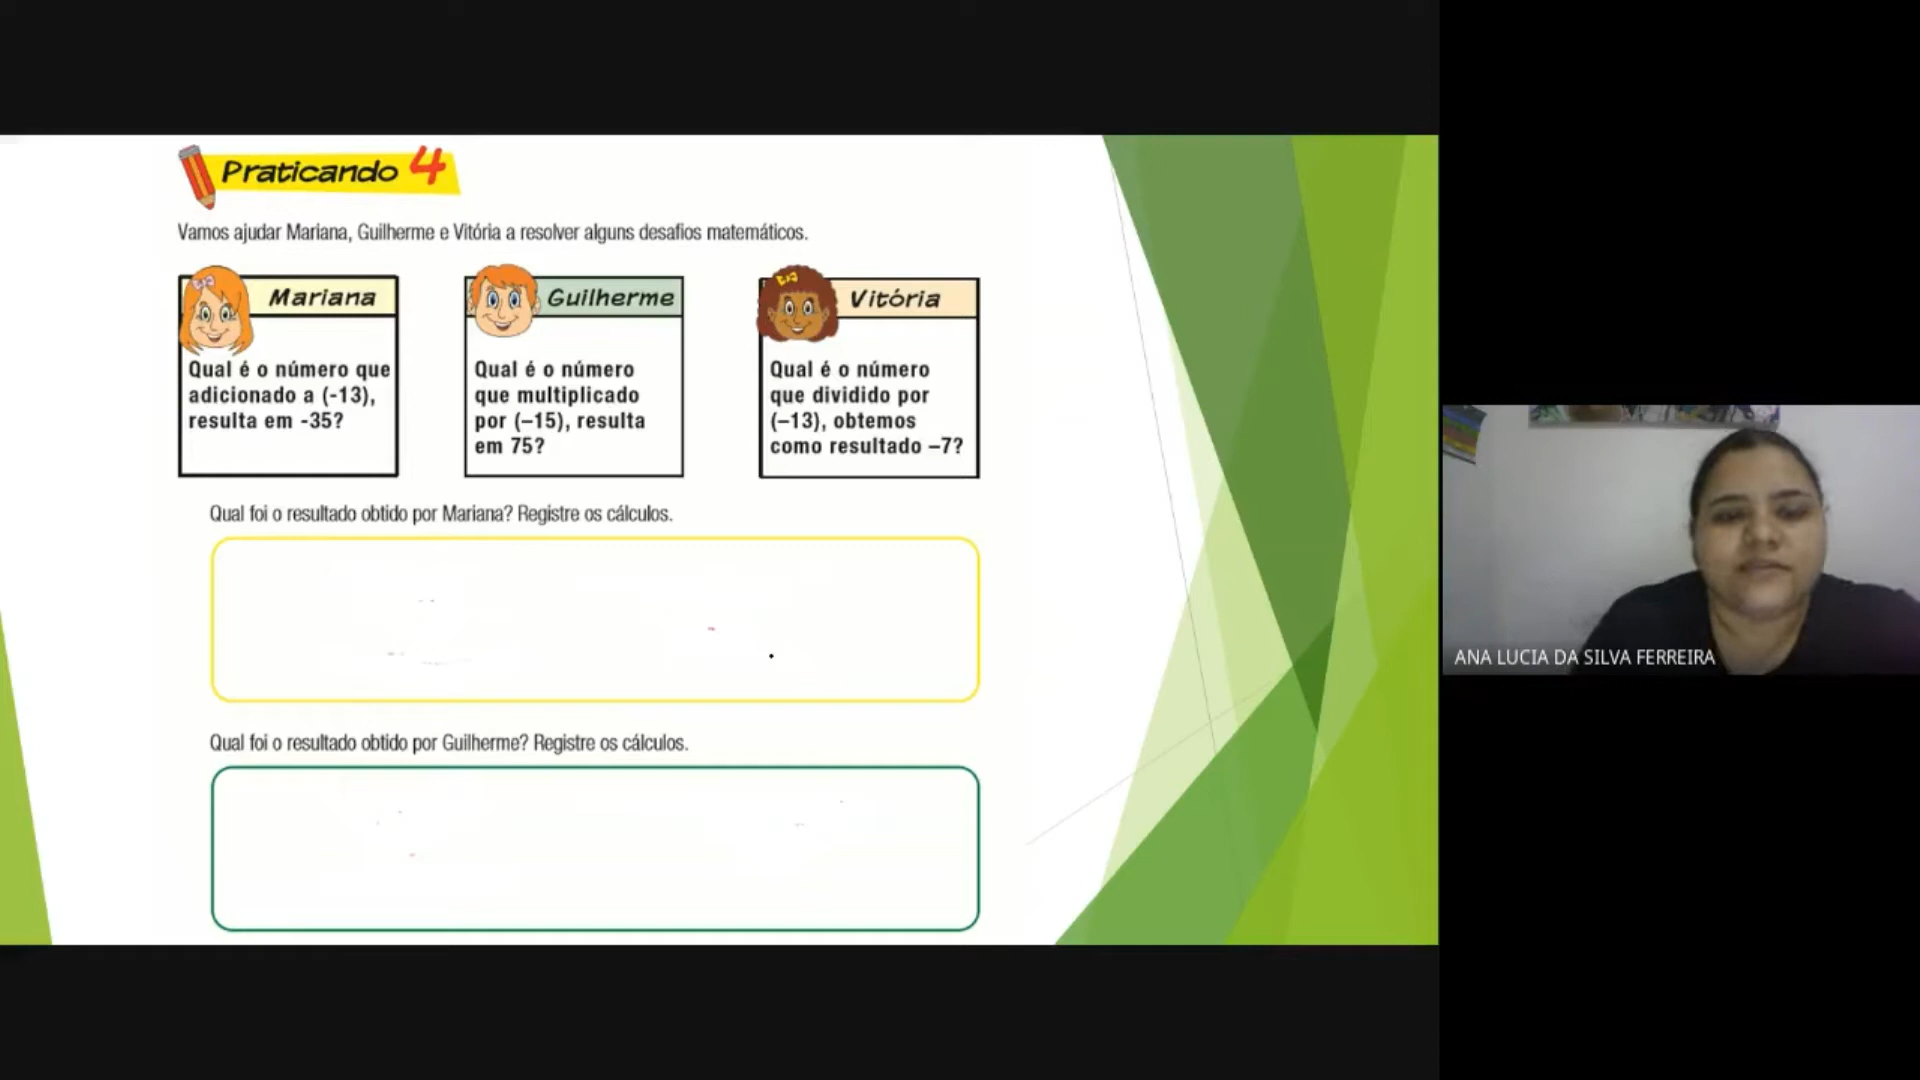 Praticando 4
Vamos ajudar Mariana, Guilherme e Vitória a resolver alguns desafios matemáticos.
Mariana
Qual é o número que
adicionado a (-13),
resulta em -35?
Guilherme
Qual é o número
que multiplicado
por (–15), resulta
em 75?
Vitória
Qual é o número
que dividido por
(–13), obtemos
como resultado –7?
Qual foi o resultado obtido por Mariana? Registre os cálculos.
Qual foi o resultado obtido por Guilherme? Registre os cálculos.
ANA LUCIA DA SILVA FERREIRA